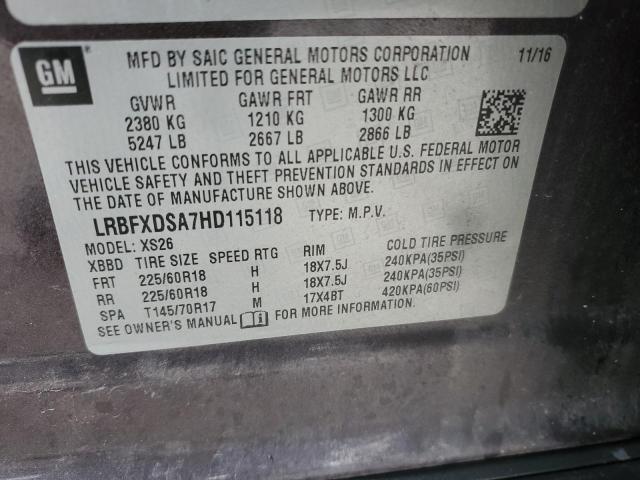 GM
MFD BY SAIC GENERAL MOTORS CORPORATION 11/16
LIMITED FOR GENERAL MOTORS LLC
GVWR GAWR FRT GAWR RR
2380 KG 1210 KG 1300 KG
5247 LB 2667 LB 2866 LB
THIS VEHICLE CONFORMS TO ALL APPLICABLE U.S. FEDERAL MOTOR
VEHICLE SAFETY AND THEFT PREVENTION STANDARDS IN EFFECT ON
THE DATE OF MANUFACTURE SHOWN ABOVE.
LRBFXDSA7HD115118 TYPE: M.P.V.
MODEL: XS26
XBBD TIRE SIZE SPEED RTG RIM COLD TIRE PRESSURE
FRT 225/60R18 H 18X7.5J 240KPA(35PSI)
RR 225/60R18 H 18X7.5J 240KPA(35PSI)
SPA T145/70R17 M 17X4BT 420KPA(60PSI)
SEE OWNER'S MANUAL FOR MORE INFORMATION